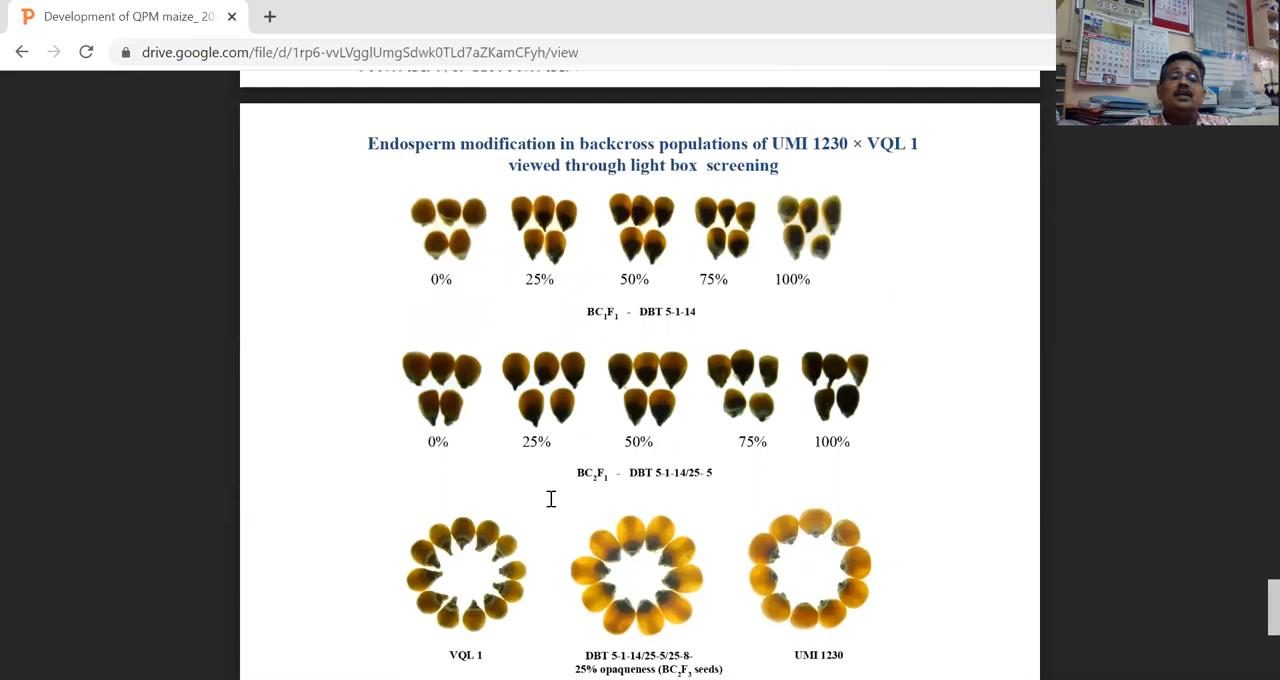 Development of QPM maize_ 20
drive.google.com/file/d/1rp6-vvLVgglUmgSdwk0TLd7aZKamCFyh/view
Endosperm modification in backcross populations of UMI 1230 × VQL 1
viewed through light box screening
0% 25% 50% 75% 100%
BC₁F₁ - DBT 5-1-14
0% 25% 50% 75% 100%
BC₂F₁ - DBT 5-1-14/25- 5
VQL 1
DBT 5-1-14/25-5/25-8-
25% opaqueness (BC₂F₃ seeds)
UMI 1230